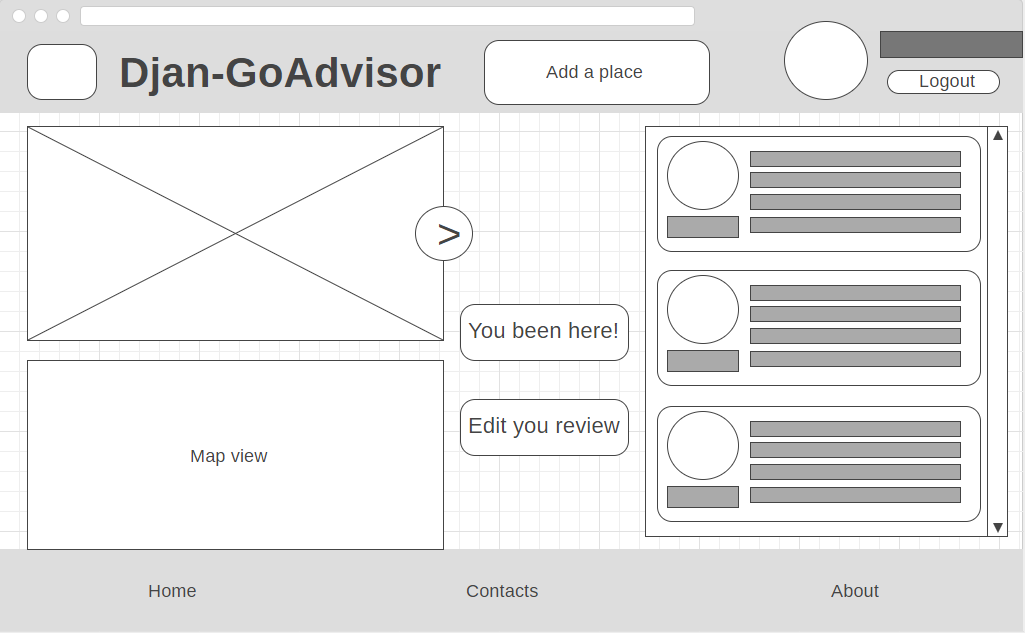 Djan-GoAdvisor
Add a place
Logout
>
You been here!
Edit you review
Map view
Home
Contacts
About